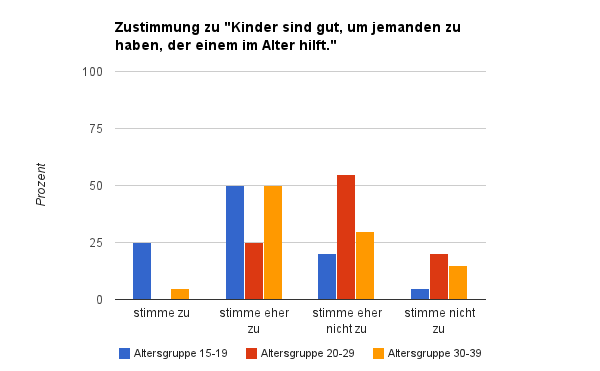 Zustimmung zu "Kinder sind gut, um jemanden zu
haben, der einem im Alter hilft."
100
75
50
25
0
Prozent
stimme zu
stimme eher
zu
stimme eher
nicht zu
stimme nicht
zu
Altersgruppe 15-19
Altersgruppe 20-29
Altersgruppe 30-39